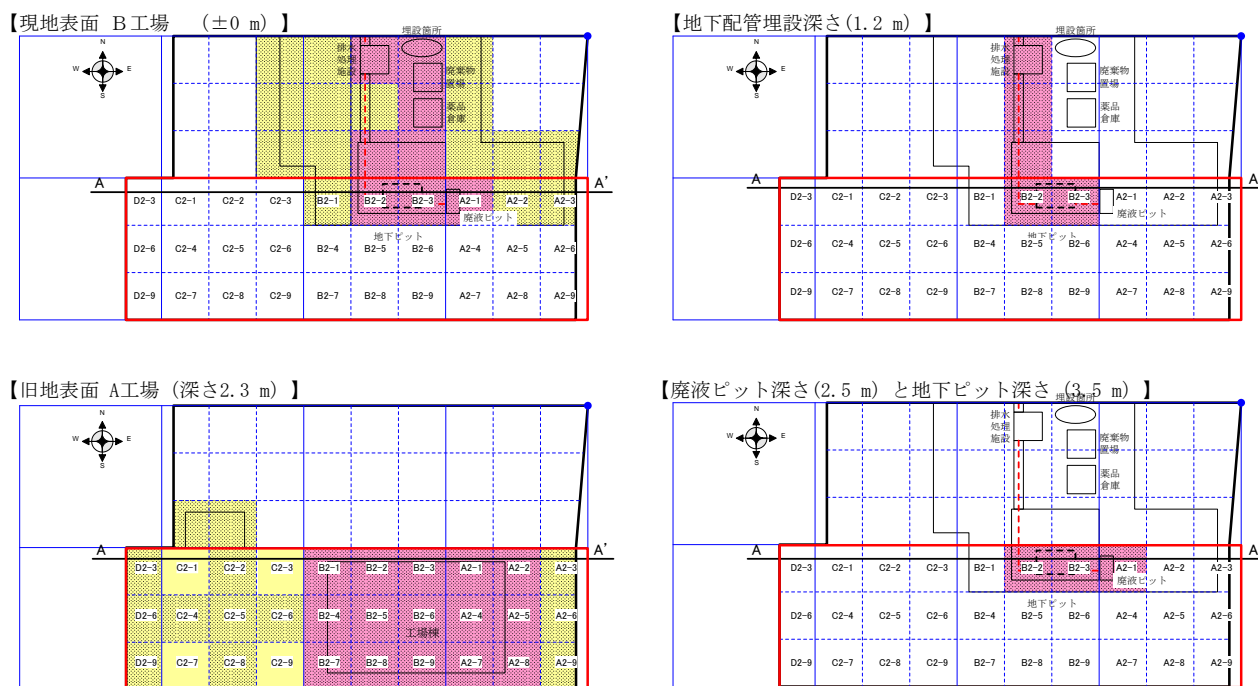 【現地表面 B工場 （±0 m) 】
埋設箇所
N
W E
S
排水
処理
施設
廃棄物
置場
薬品
倉庫
A A'
D2-3 C2-1 C2-2 C2-3 B2-1 B2-2 B2-3 A2-1 A2-2 A2-3
廃液ピット
地下ピット
D2-6 C2-4 C2-5 C2-6 B2-4 B2-5 B2-6 A2-4 A2-5 A2-6
D2-9 C2-7 C2-8 C2-9 B2-7 B2-8 B2-9 A2-7 A2-8 A2-9
【地下配管埋設深さ(1.2 m) 】
埋設箇所
N
W E
S
排水
処理
施設
廃棄物
置場
薬品
倉庫
A A
D2-3 C2-1 C2-2 C2-3 B2-1 B2-2 B2-3 A2-1 A2-2 A2-3
廃液ピット
地下ピット
D2-6 C2-4 C2-5 C2-6 B2-4 B2-5 B2-6 A2-4 A2-5 A2-6
D2-9 C2-7 C2-8 C2-9 B2-7 B2-8 B2-9 A2-7 A2-8 A2-9
【旧地表面 A工場 (深さ2.3 m) 】
N
W E
S
A A'
D2-3 C2-1 C2-2 C2-3 B2-1 B2-2 B2-3 A2-1 A2-2 A2-3
D2-6 C2-4 C2-5 C2-6 B2-4 B2-5 B2-6 A2-4 A2-5 A2-6
工場棟
D2-9 C2-7 C2-8 C2-9 B2-7 B2-8 B2-9 A2-7 A2-8 A2-9
【廃液ピット深さ(2.5 m) と地下ピット深さ (3.5 m) 】
埋設箇所
N
W E
S
排水
処理
施設
廃棄物
置場
薬品
倉庫
A A
D2-3 C2-1 C2-2 C2-3 B2-1 B2-2 B2-3 A2-1 A2-2 A2-3
廃液ピット
地下ピット
D2-6 C2-4 C2-5 C2-6 B2-4 B2-5 B2-6 A2-4 A2-5 A2-6
D2-9 C2-7 C2-8 C2-9 B2-7 B2-8 B2-9 A2-7 A2-8 A2-9